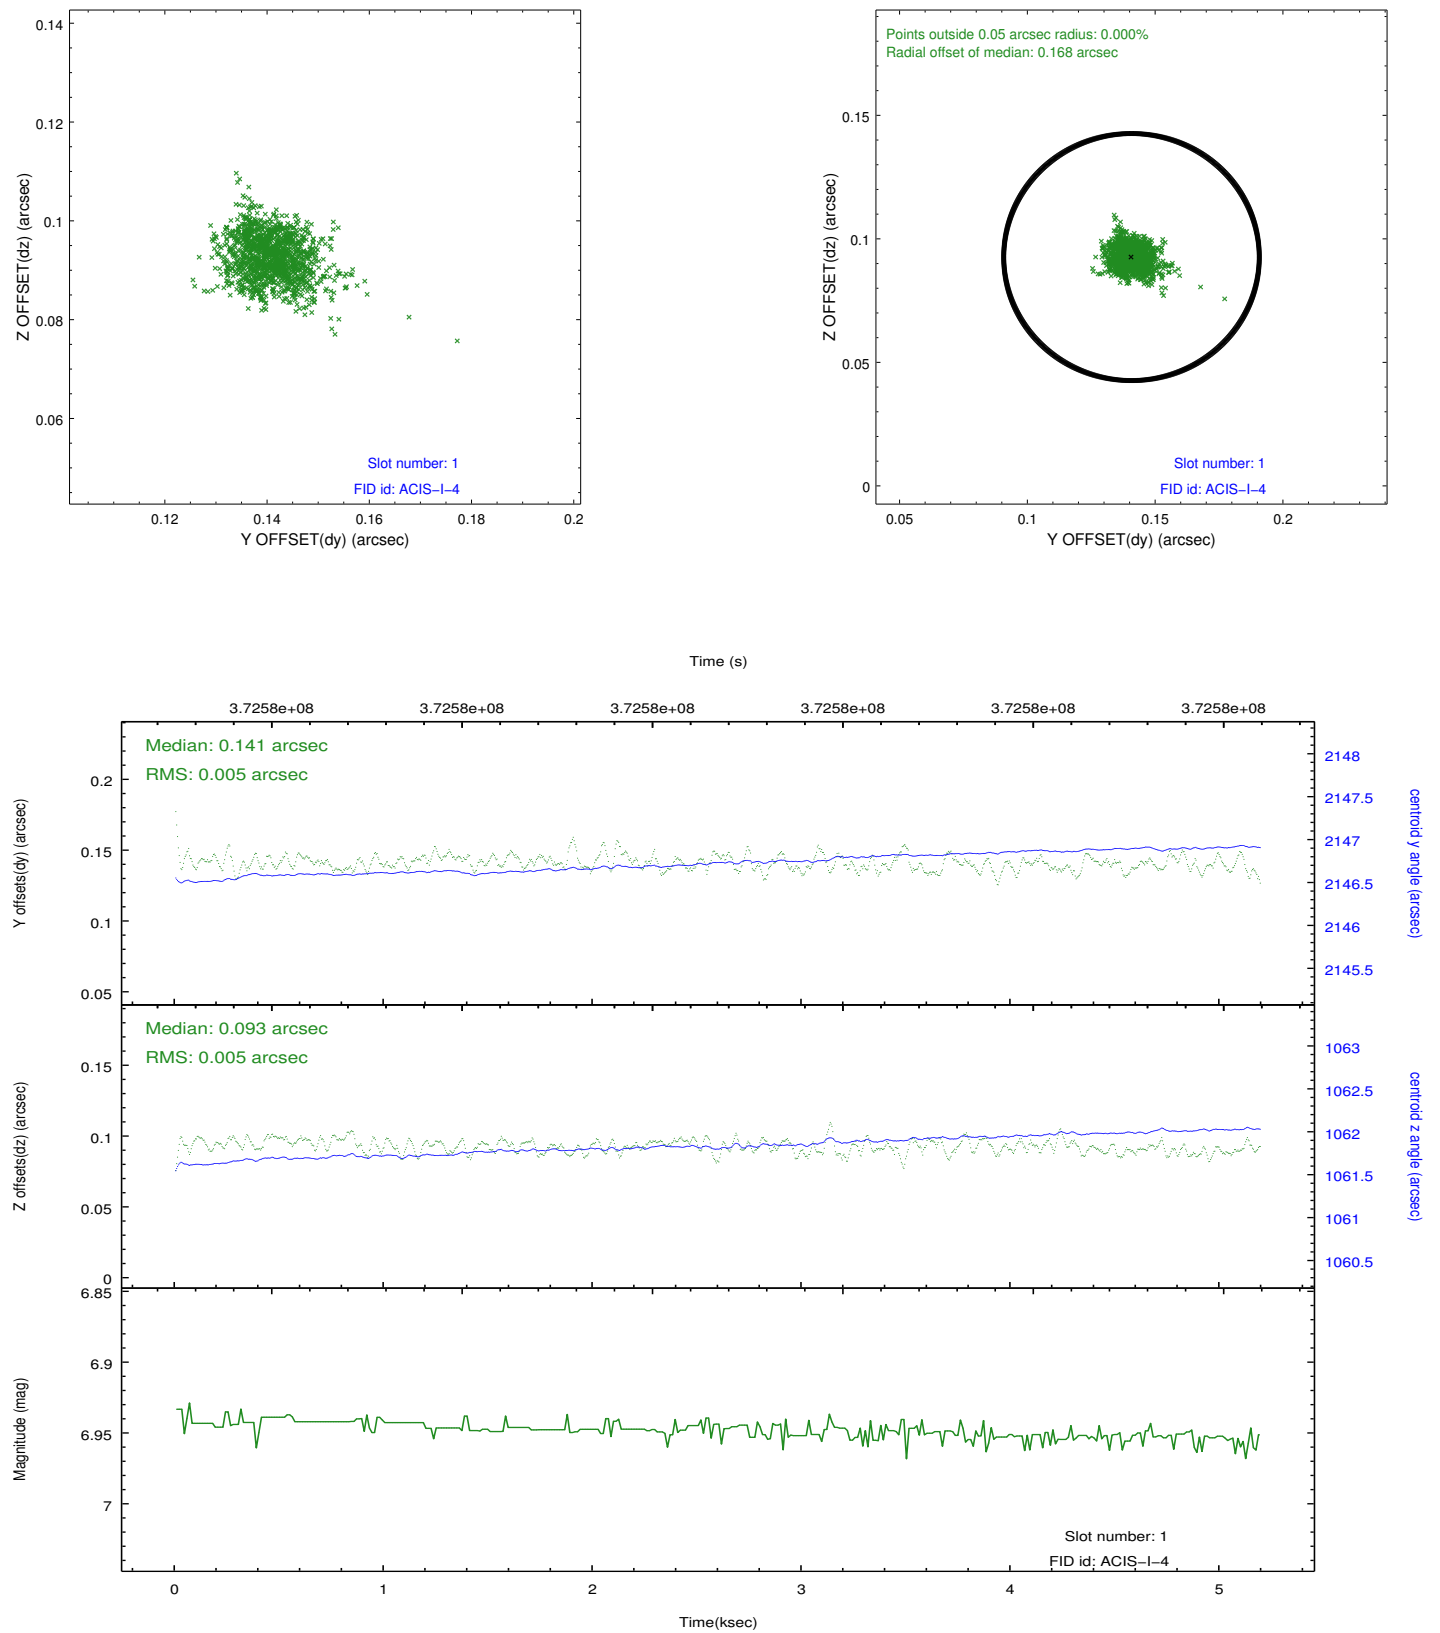 0.14
0.12
0.1
0.08
0.06
Z OFFSET(dz) (arcsec)
Slot number: 1
FID id: ACIS−I−4
0.12 0.14 0.16 0.18 0.2
Y OFFSET(dy) (arcsec)
Points outside 0.05 arcsec radius: 0.000%
Radial offset of median: 0.168 arcsec
0.15
0.1
0.05
0
Z OFFSET(dz) (arcsec)
Slot number: 1
FID id: ACIS−I−4
0.05 0.1 0.15 0.2
Y OFFSET(dy) (arcsec)
Time (s)
3.7258e+08 3.7258e+08 3.7258e+08 3.7258e+08 3.7258e+08 3.7258e+08
Median: 0.141 arcsec
RMS: 0.005 arcsec
0.2
0.15
0.1
0.05
Y offsets(dy) (arcsec)
2148
2147.5
2147
2146.5
2146
2145.5
centroid y angle (arcsec)
Median: 0.093 arcsec
RMS: 0.005 arcsec
0.15
0.1
0.05
0
Z offsets(dz) (arcsec)
1063
1062.5
1062
1061.5
1061
1060.5
centroid z angle (arcsec)
6.85
6.9
6.95
7
Magnitude (mag)
Slot number: 1
FID id: ACIS−I−4
0 1 2 3 4 5
Time(ksec)